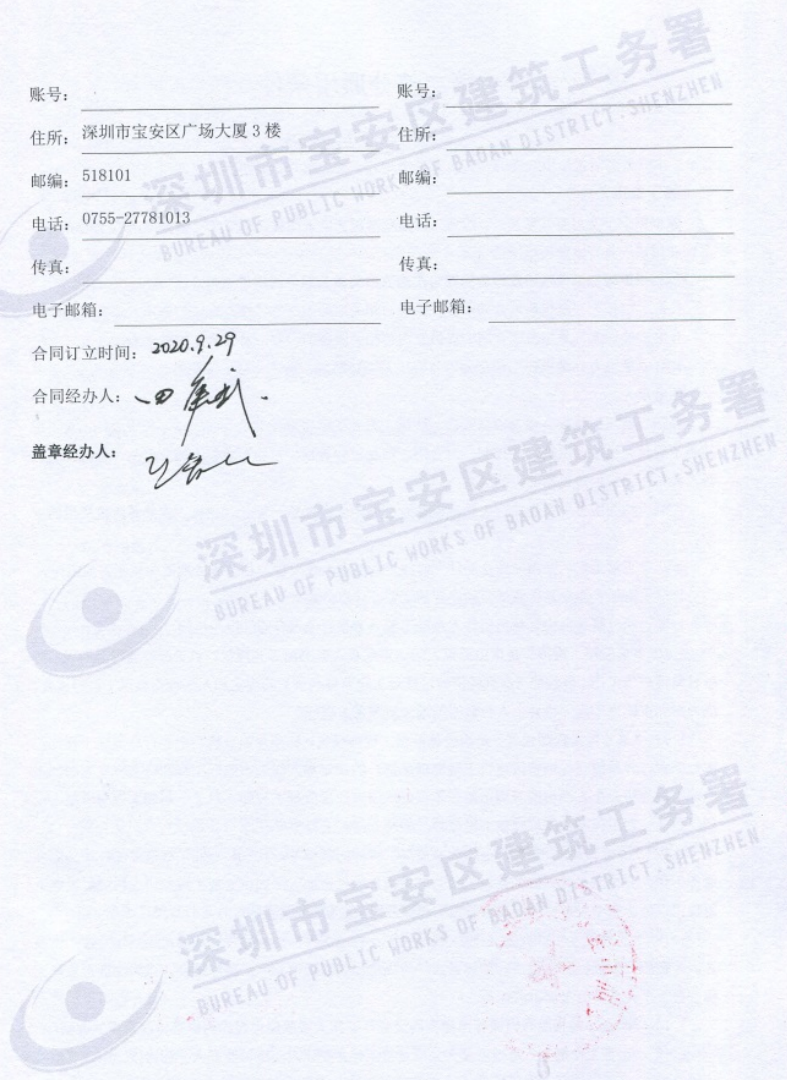 账号： 账号：
住所：深圳市宝安区广场大厦 3 楼 住所：
邮编：518101 邮编：
电话：0755-27781013 电话：
传真： 传真：
电子邮箱： 电子邮箱：
合同订立时间：2020.9.29
合同经办人：
盖章经办人：
深圳市宝安区建筑工务署
BUREAU OF PUBLIC WORKS OF BAOAN DISTRICT.SHENZHEN
深圳市宝安区建筑工务署
BUREAU OF PUBLIC WORKS OF BAOAN DISTRICT.SHENZHEN
深圳市宝安区建筑工务署
BUREAU OF PUBLIC WORKS OF BAOAN DISTRICT.SHENZHEN